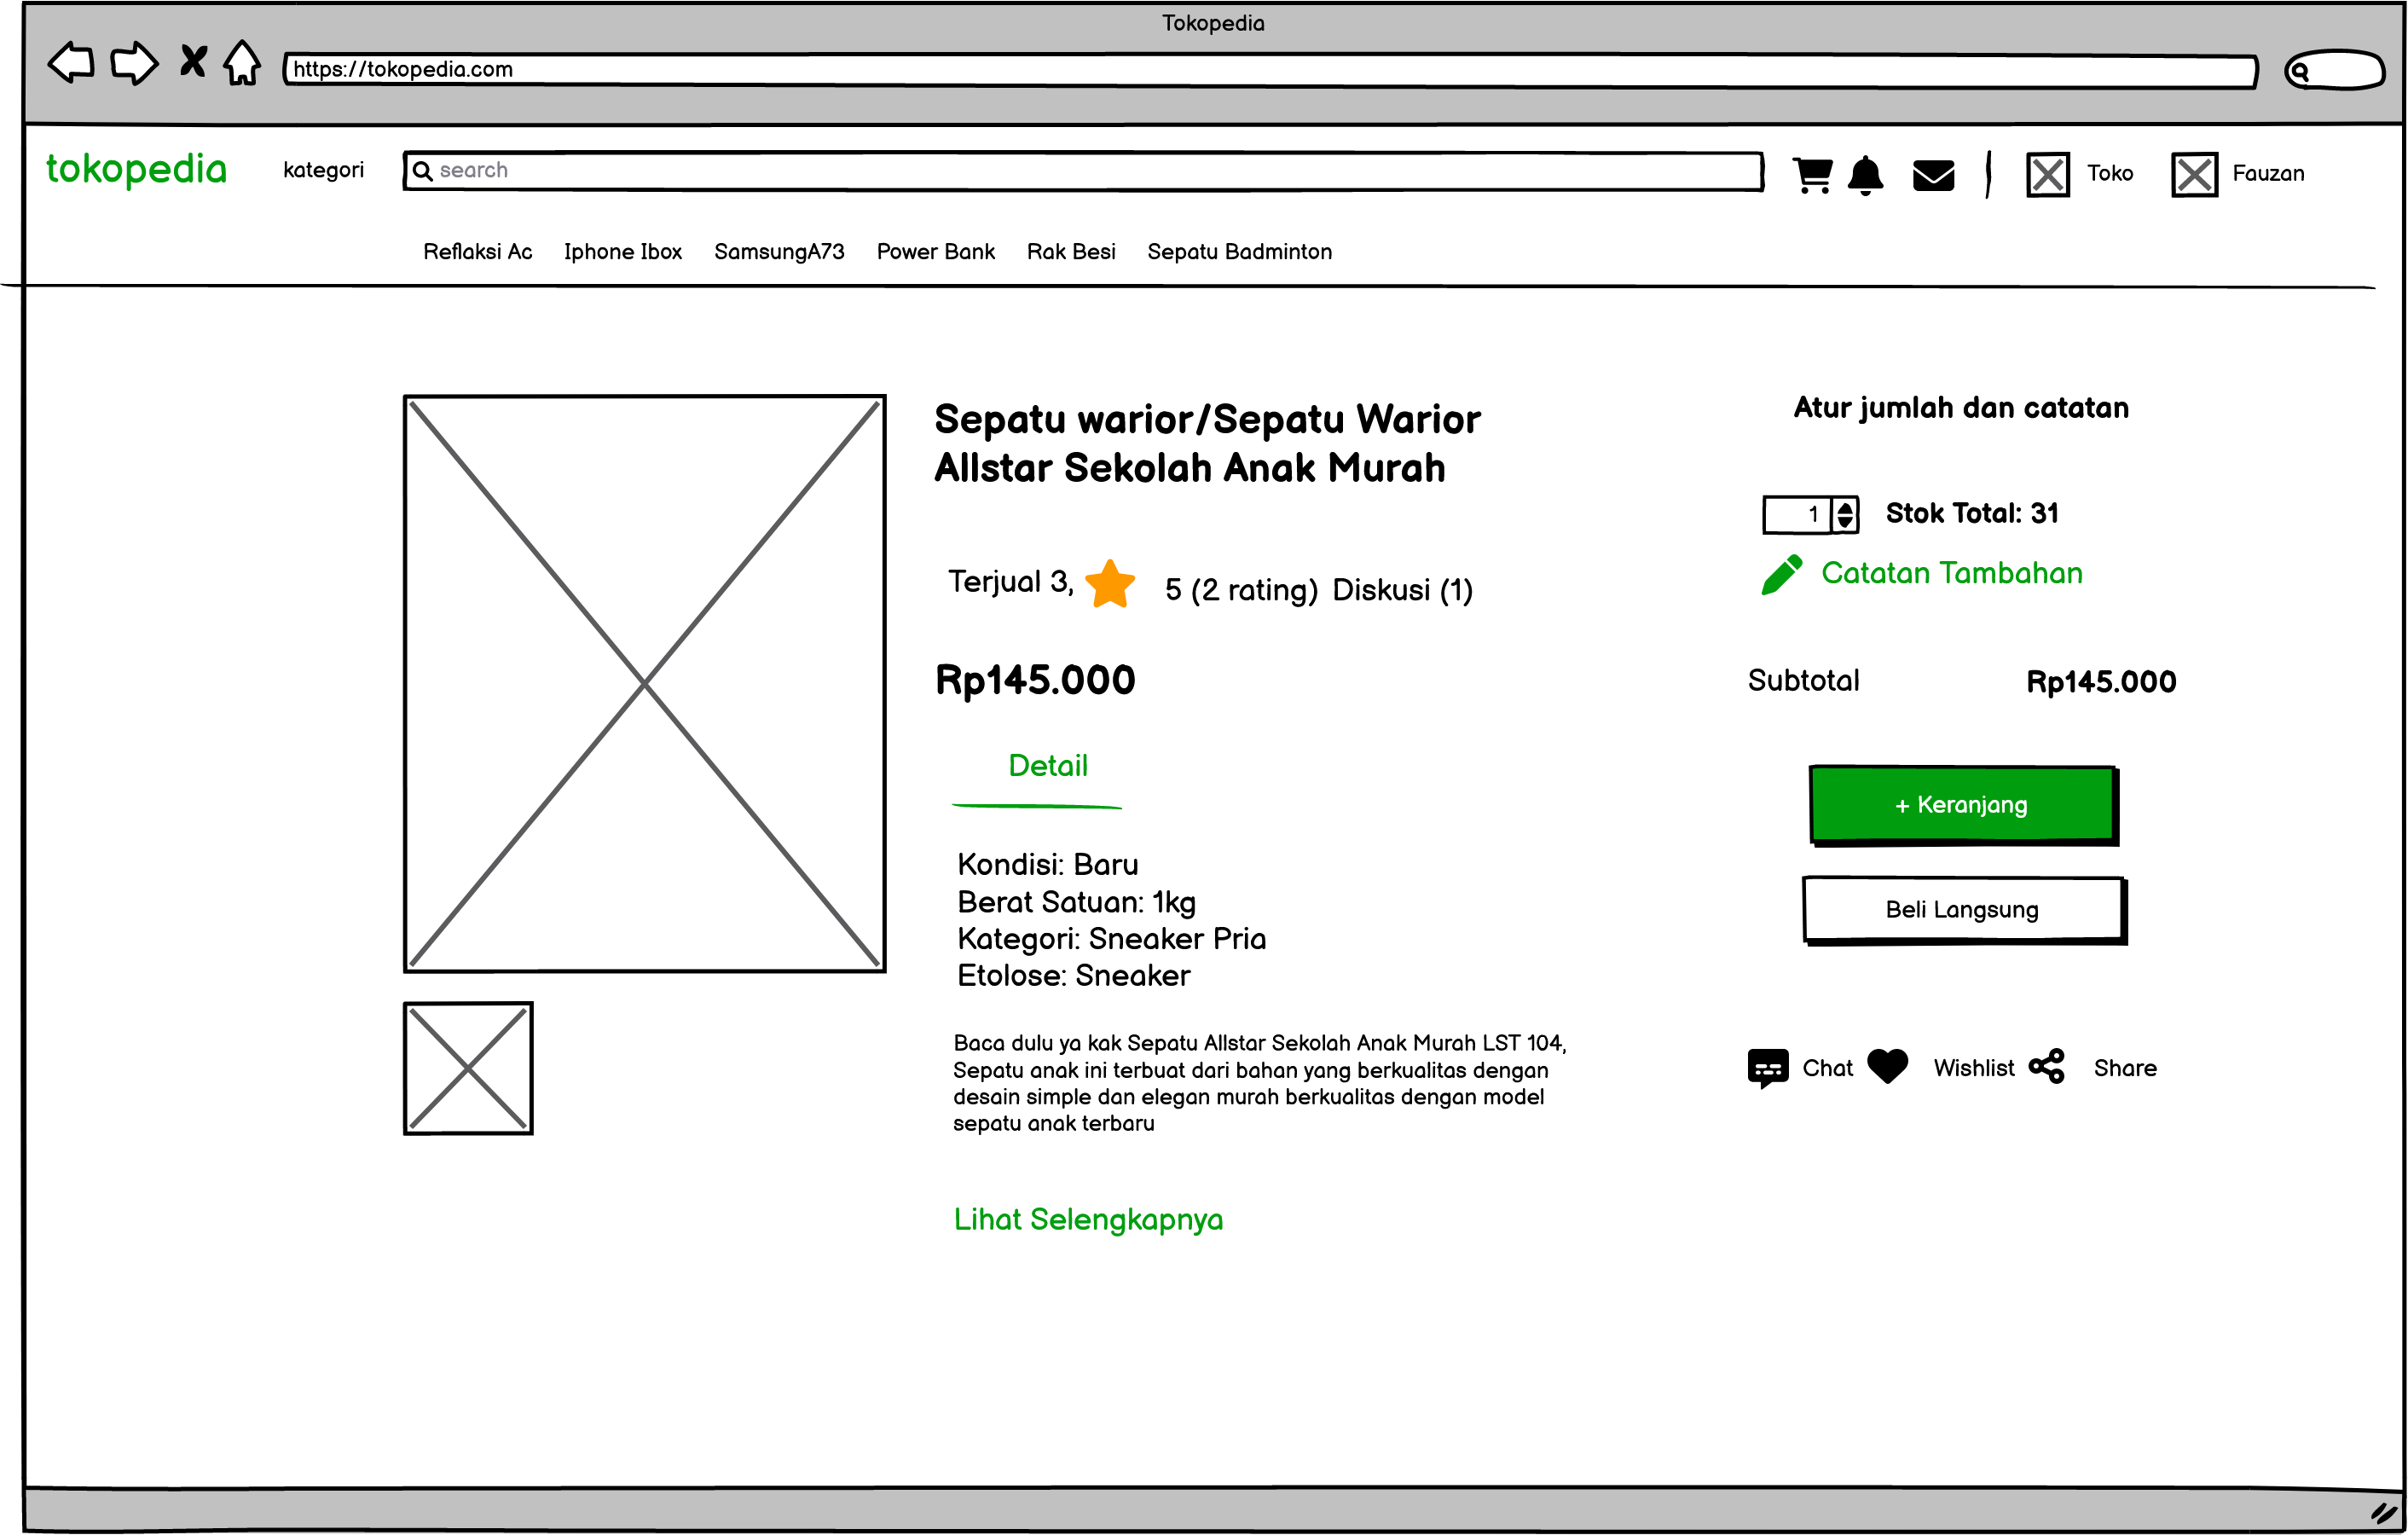 Tokopedia
https://tokopedia.com
tokopedia
kategori
search
Toko
Fauzan
Reflaksi Ac
Iphone Ibox
SamsungA73
Power Bank
Rak Besi
Sepatu Badminton
Sepatu warior/Sepatu Warior
Allstar Sekolah Anak Murah
Terjual 3,
5 (2 rating)
Diskusi (1)
Rp145.000
Detail
Kondisi: Baru
Berat Satuan: 1kg
Kategori: Sneaker Pria
Etolose: Sneaker
Baca dulu ya kak Sepatu Allstar Sekolah Anak Murah LST 104,
Sepatu anak ini terbuat dari bahan yang berkualitas dengan
desain simple dan elegan murah berkualitas dengan model
sepatu anak terbaru
Lihat Selengkapnya
Atur jumlah dan catatan
1
Stok Total: 31
Catatan Tambahan
Subtotal
Rp145.000
+ Keranjang
Beli Langsung
Chat
Wishlist
Share